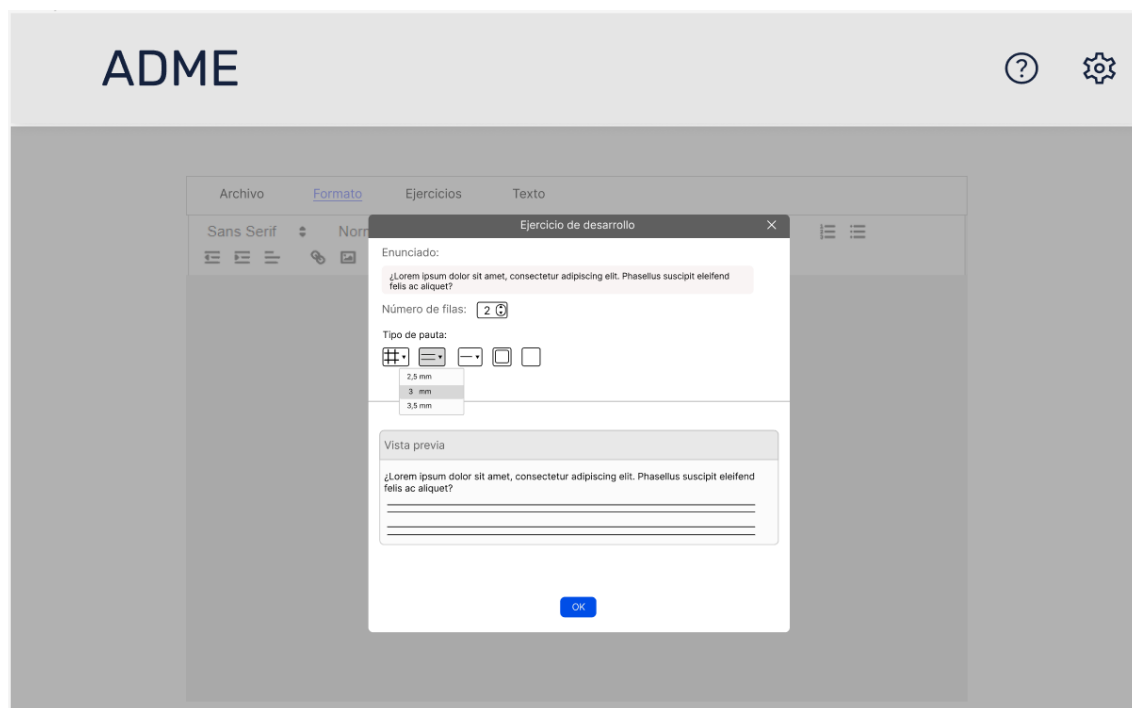 ADME
Archivo Formato Ejercicios Texto
Sans Serif Norr
Ejercicio de desarrollo
Enunciado:
¿Lorem ipsum dolor sit amet, consectetur adipiscing elit. Phasellus suscipit eleifend
felis ac aliquet?
Número de filas: 2
Tipo de pauta:
2,5 mm
3 mm
3,5 mm
Vista previa
¿Lorem ipsum dolor sit amet, consectetur adipiscing elit. Phasellus suscipit eleifend
felis ac aliquet?
OK